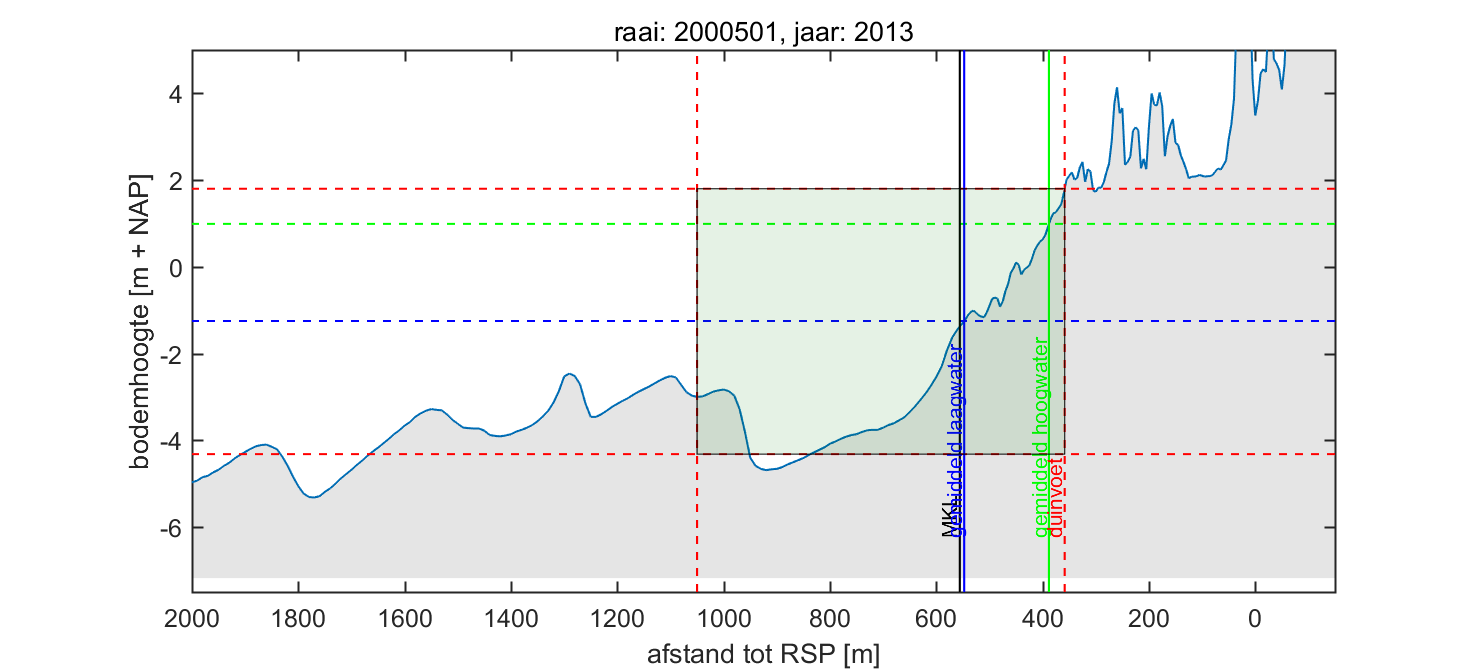 raai: 2000501, jaar: 2013
bodemhoogte [m + NAP]
4
2
0
-2
-4
-6
MKL
gemiddeld laagwater
gemiddeld hoogwater
duinvoet
2000 1800 1600 1400 1200 1000 800 600 400 200 0
afstand tot RSP [m]